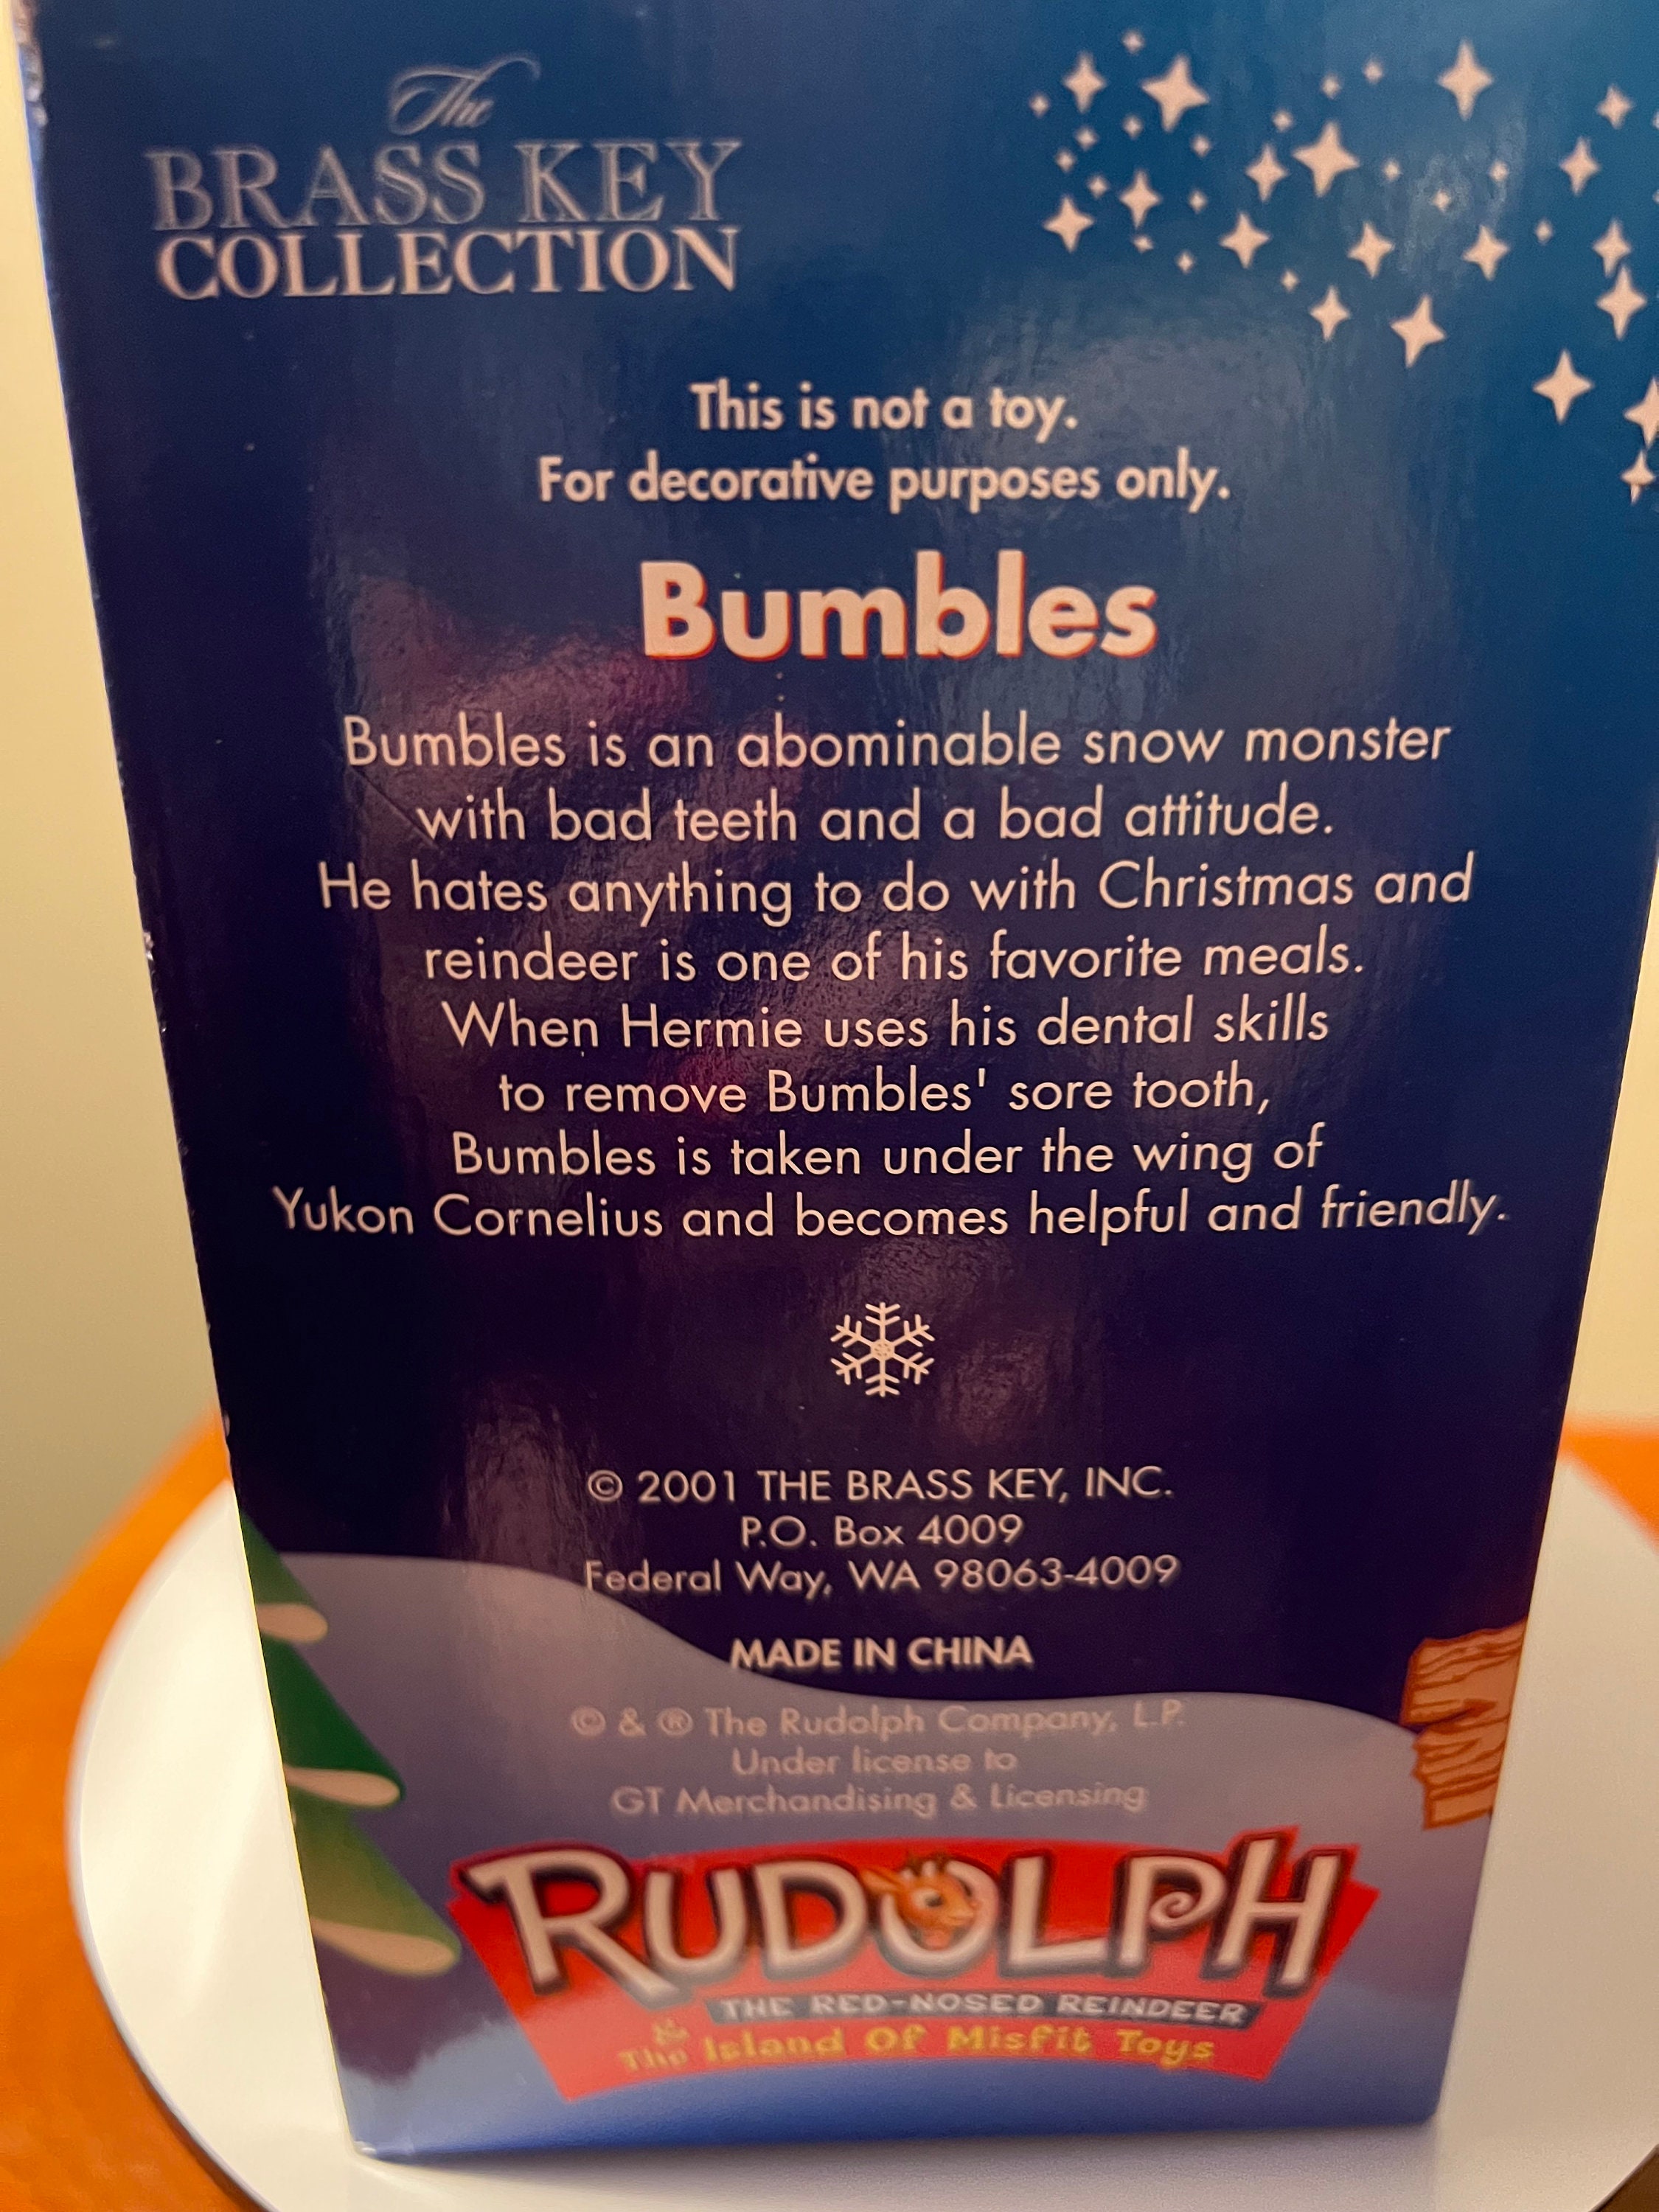 The
BRASS KEY
COLLECTION
This is not a toy.
For decorative purposes only.
Bumbles
Bumbles is an abominable snow monster
with bad teeth and a bad attitude.
He hates anything to do with Christmas and
reindeer is one of his favorite meals.
When Hermie uses his dental skills
to remove Bumbles' sore tooth,
Bumbles is taken under the wing of
Yukon Cornelius and becomes helpful and friendly.
© 2001 THE BRASS KEY, INC.
P.O. Box 4009
Federal Way, WA 98063-4009
MADE IN CHINA
© & ® The Rudolph Company, L.P.
Under license to
GT Merchandising & Licensing
RUDOLPH
THE RED-NOSED REINDEER
& The Island Of Misfit Toys